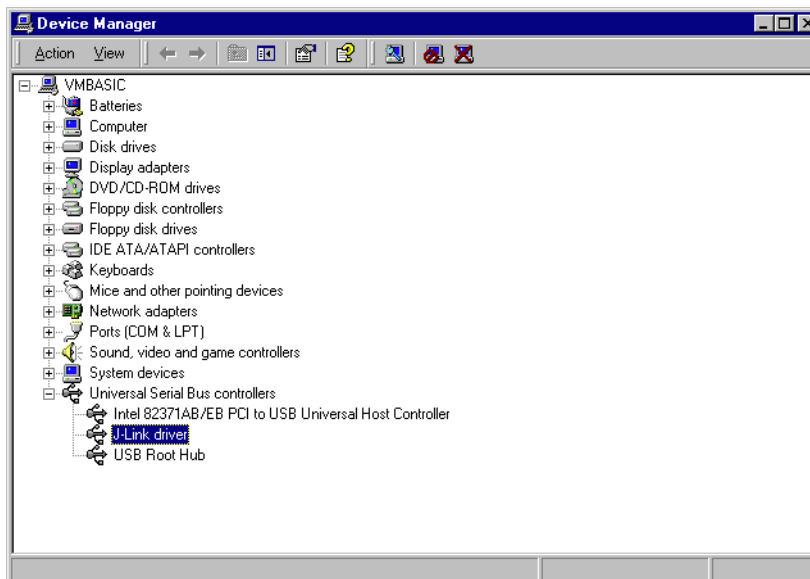 Device Manager
Action View
VMBASIC
Batteries
Computer
Disk drives
Display adapters
DVD/CD-ROM drives
Floppy disk controllers
Floppy disk drives
IDE ATA/ATAPI controllers
Keyboards
Mice and other pointing devices
Network adapters
Ports (COM & LPT)
Sound, video and game controllers
System devices
Universal Serial Bus controllers
Intel 82371AB/EB PCI to USB Universal Host Controller
J-Link driver
USB Root Hub